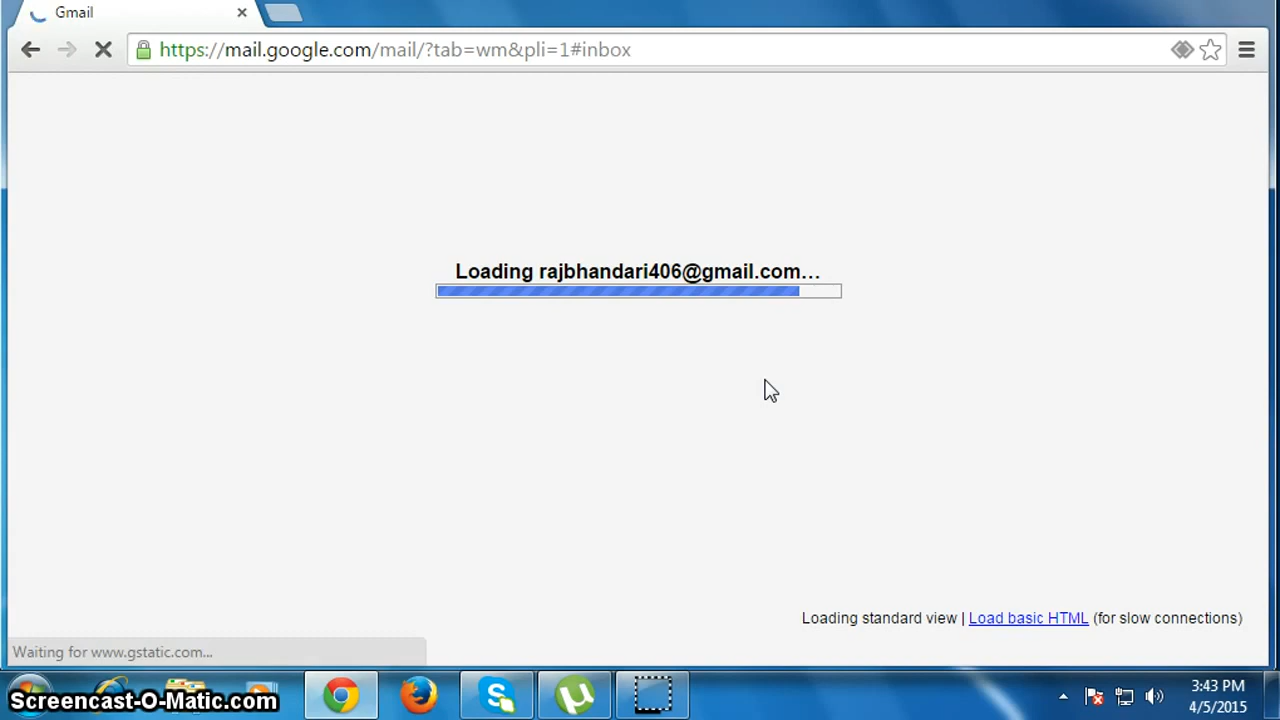 Gmail
https://mail.google.com/mail/?tab=wm&pli=1#inbox
Loading rajbhandari406@gmail.com...
Loading standard view | Load basic HTML (for slow connections)
Waiting for www.gstatic.com...
Screencast-O-Matic.com
3:43 PM
4/5/2015